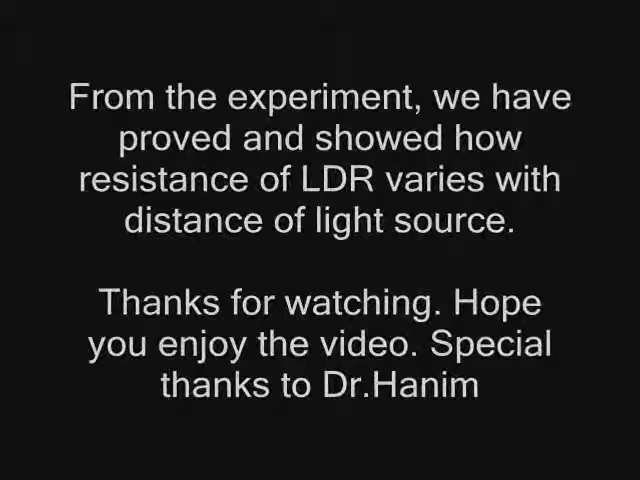 From the experiment, we have
proved and showed how
resistance of LDR varies with
distance of light source.
Thanks for watching. Hope
you enjoy the video. Special
thanks to Dr.Hanim